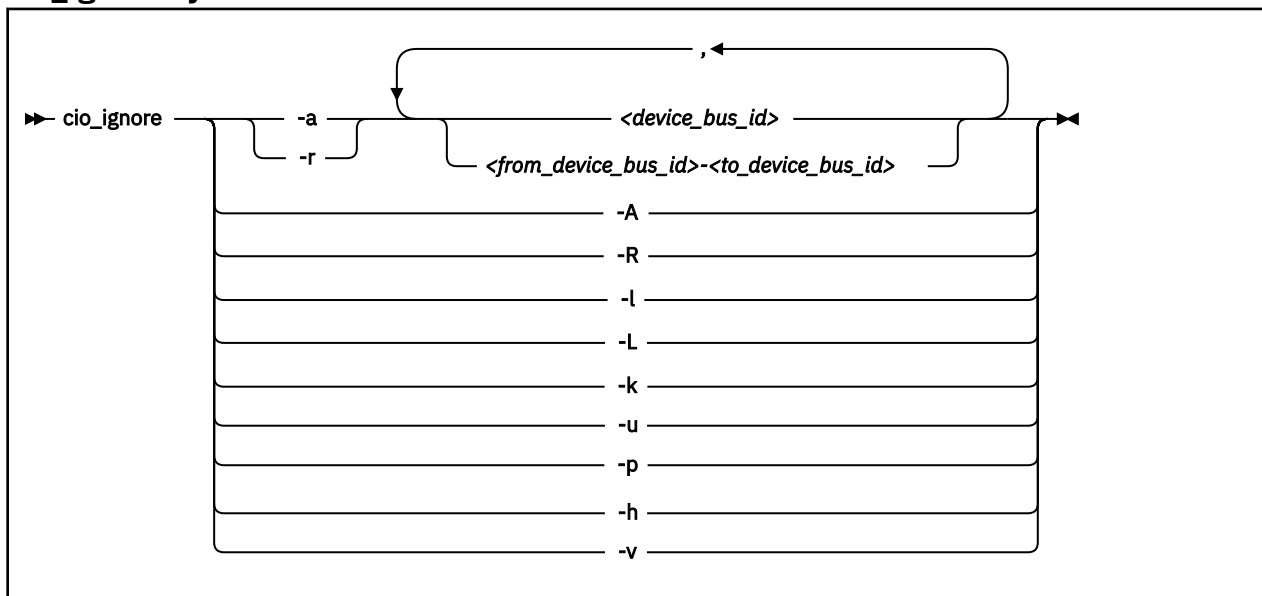 ,
cio_ignore -a <device_bus_id>
-r <from_device_bus_id>-<to_device_bus_id>
-A
-R
-l
-L
-k
-u
-p
-h
-v